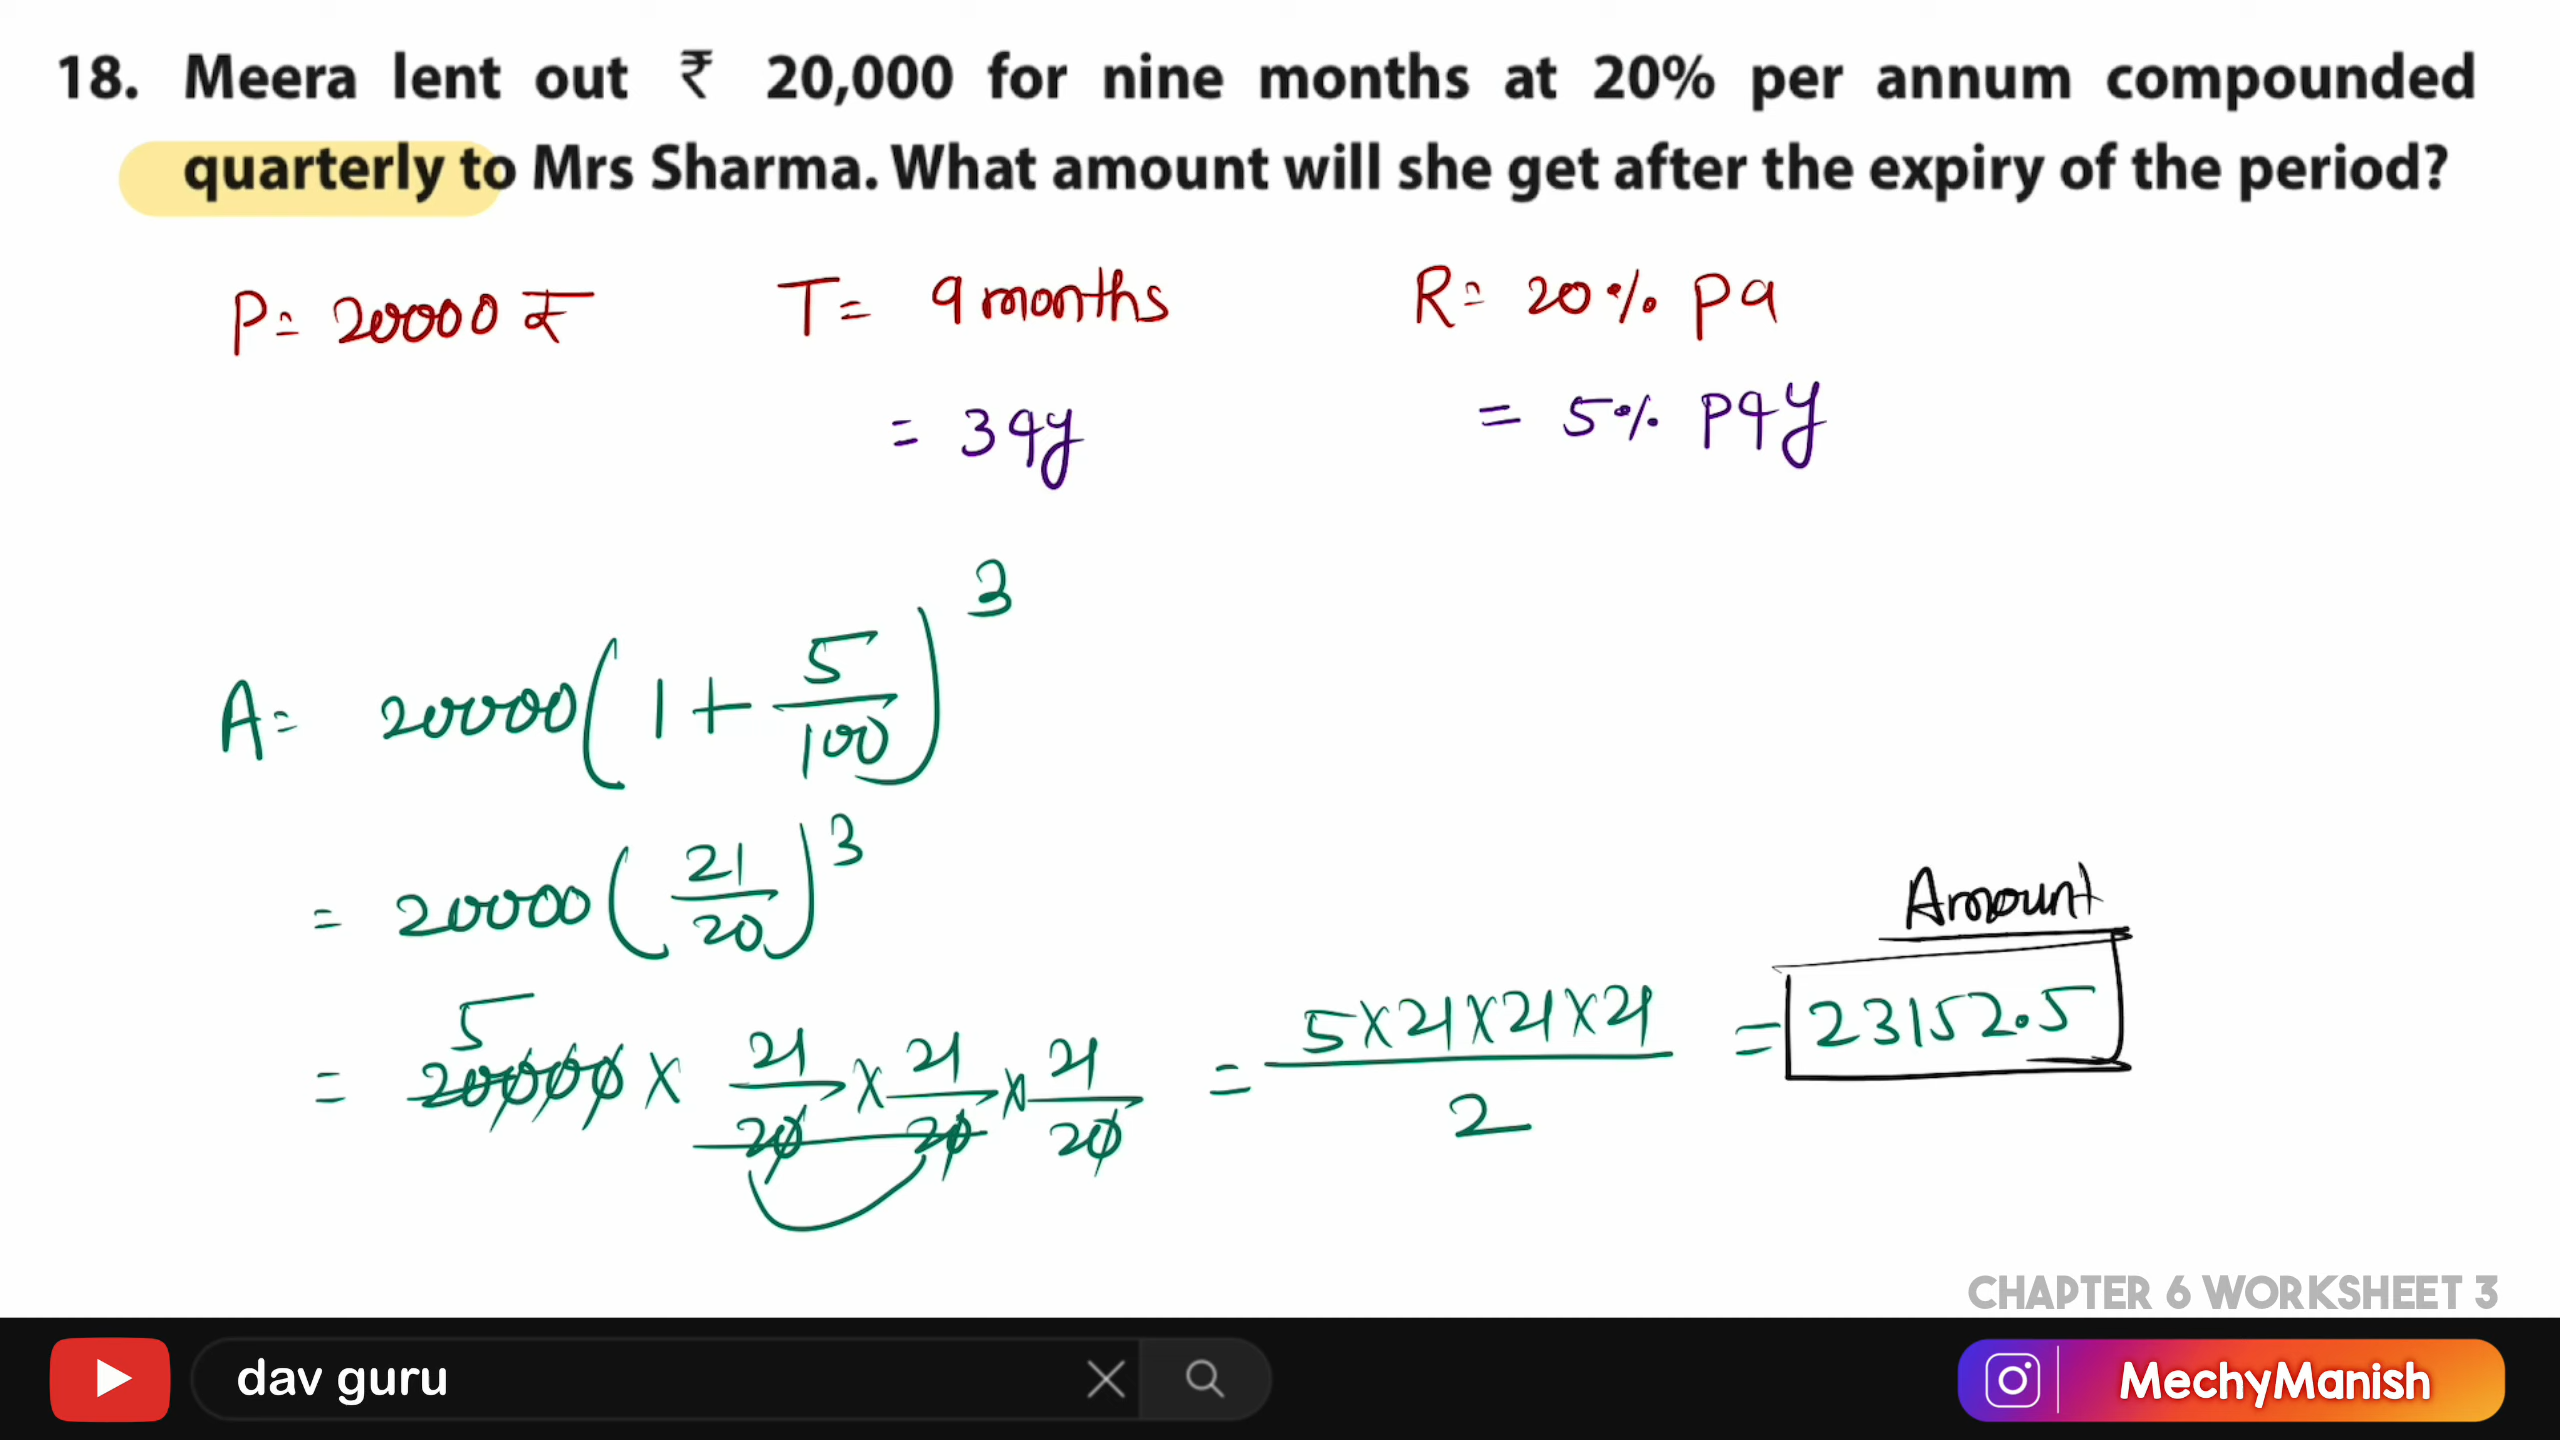 18. Meera lent out ₹ 20,000 for nine months at 20% per annum compounded
quarterly to Mrs Sharma. What amount will she get after the expiry of the period?
P= 20000 ₹ T= 9 months R= 20% pa
= 3qy = 5% pqy
A= 20000(1+5/100)^3
= 20000(21/20)^3
= 20000 5 × 21/20 × 21/20 × 21/20 = 5×21×21×21/2 = 23152.5
Amount
CHAPTER 6 WORKSHEET 3
dav guru
MechyManish